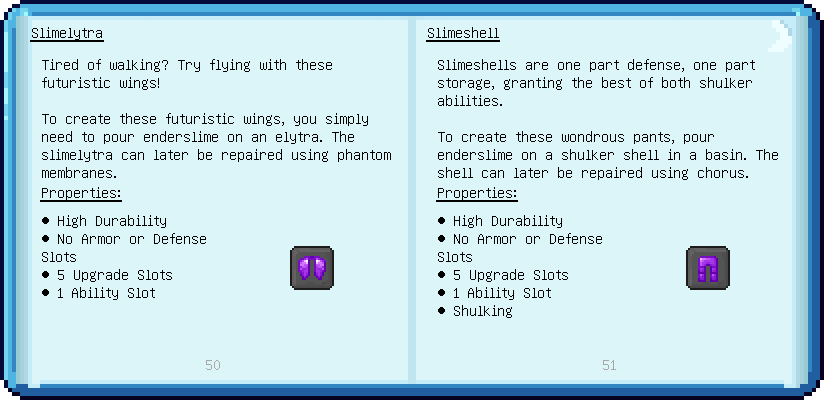 Slimelytra
Tired of walking? Try flying with these
futuristic wings!
To create these futuristic wings, you simply
need to pour enderslime on an elytra. The
slimelytra can later be repaired using phantom
membranes.
Properties:
● High Durability
● No Armor or Defense
Slots
● 5 Upgrade Slots
● 1 Ability Slot
50
Slimeshell
Slimeshells are one part defense, one part
storage, granting the best of both shulker
abilities.
To create these wondrous pants, pour
enderslime on a shulker shell in a basin. The
shell can later be repaired using chorus.
Properties:
● High Durability
● No Armor or Defense
Slots
● 5 Upgrade Slots
● 1 Ability Slot
● Shulking
51